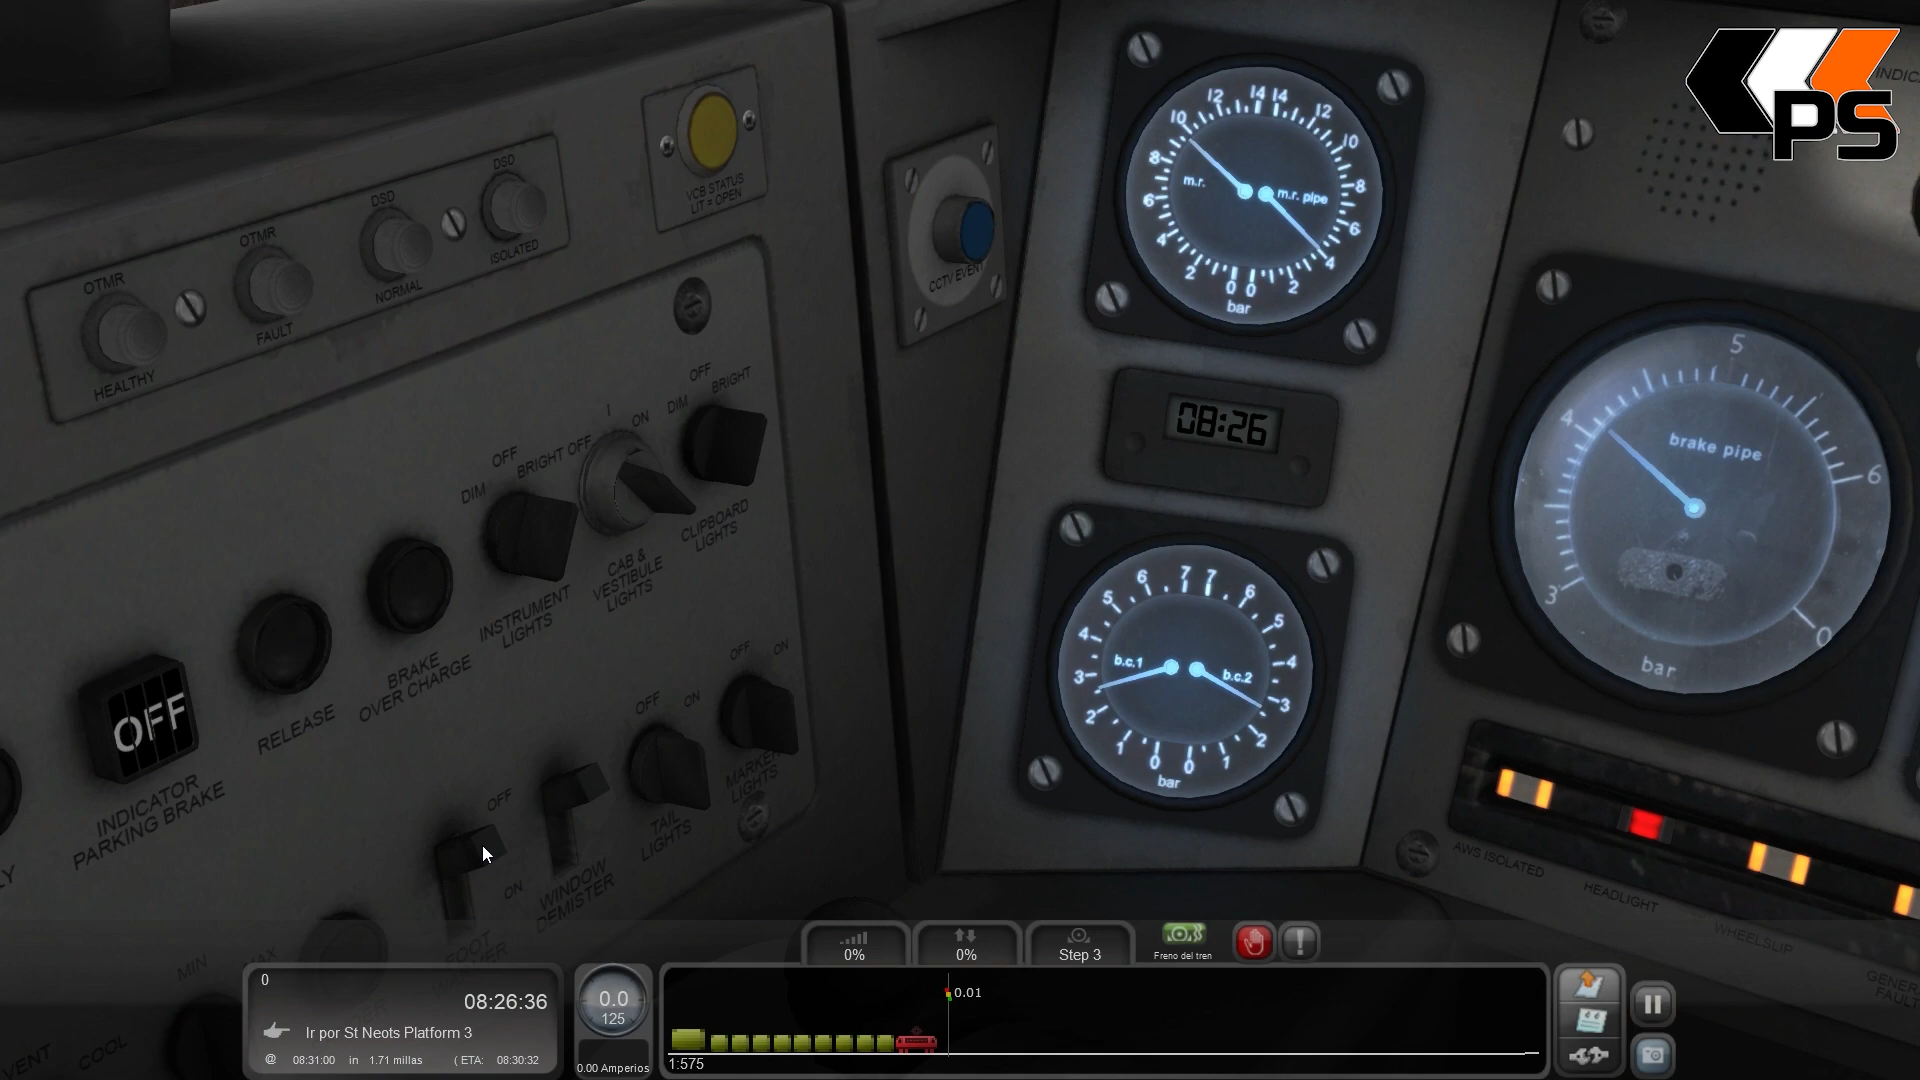 PS
VCB STATUS
LIT = OPEN
DSD
ISOLATED
DSD
NORMAL
OTMR
FAULT
OTMR
HEALTHY
CCTV EVENT
10 12 14 14 12 10
8 8
m.r. m.r. pipe
6 6
4 4
2 0 0 2
bar
08:26
6 7 7 6
5 5
4 4
b.c.1 b.c.2
3 3
2 2
1 0 0 1
bar
5
4
brake pipe
6
3
0
bar
OFF
DIM BRIGHT
CLIPBOARD
LIGHTS
I
OFF ON
CAB &
VESTIBULE
LIGHTS
OFF
DIM BRIGHT
INSTRUMENT
LIGHTS
BRAKE
OVER CHARGE
RELEASE
OFF
INDICATOR
PARKING BRAKE
OFF ON
MARKER
LIGHTS
OFF ON
TAIL
LIGHTS
WINDOW
DEMISTER
OFF
ON
FOOT
MIN MAX
COOL
AWS ISOLATED
HEADLIGHT
WHEELSLIP
GENERAL
FAULT
0%
0%
Step 3
Freno del tren
0
08:26:36
Ir por St Neots Platform 3
@ 08:31:00 in 1.71 millas ( ETA: 08:30:32
0.0
125
0.00 Amperios
0.01
1:575